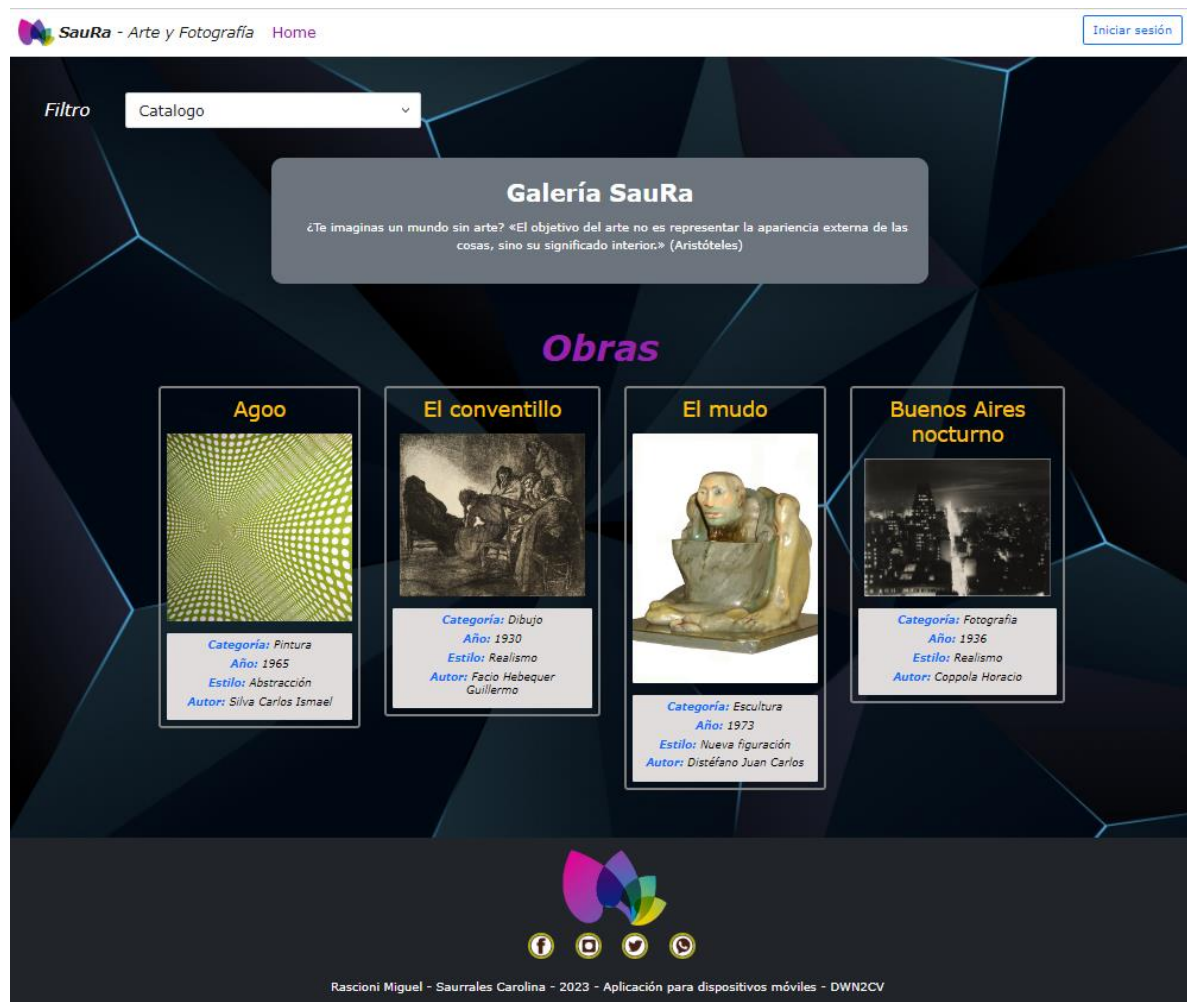 SauRa - Arte y Fotografía Home
Iniciar sesión
Filtro
Catalogo
Galería SauRa
¿Te imaginas un mundo sin arte? «El objetivo del arte no es representar la apariencia externa de las
cosas, sino su significado interior.» (Aristóteles)
Obras
Agoo
Categoría: Pintura
Año: 1965
Estilo: Abstracción
Autor: Silva Carlos Ismael
El conventillo
Categoría: Dibujo
Año: 1930
Estilo: Realismo
Autor: Facio Hebequer
Guillermo
El mudo
Categoría: Escultura
Año: 1973
Estilo: Nueva figuración
Autor: Distéfano Juan Carlos
Buenos Aires
nocturno
Categoría: Fotografia
Año: 1936
Estilo: Realismo
Autor: Coppola Horacio
Rascioni Miguel - Saurrales Carolina - 2023 - Aplicación para dispositivos móviles - DWN2CV